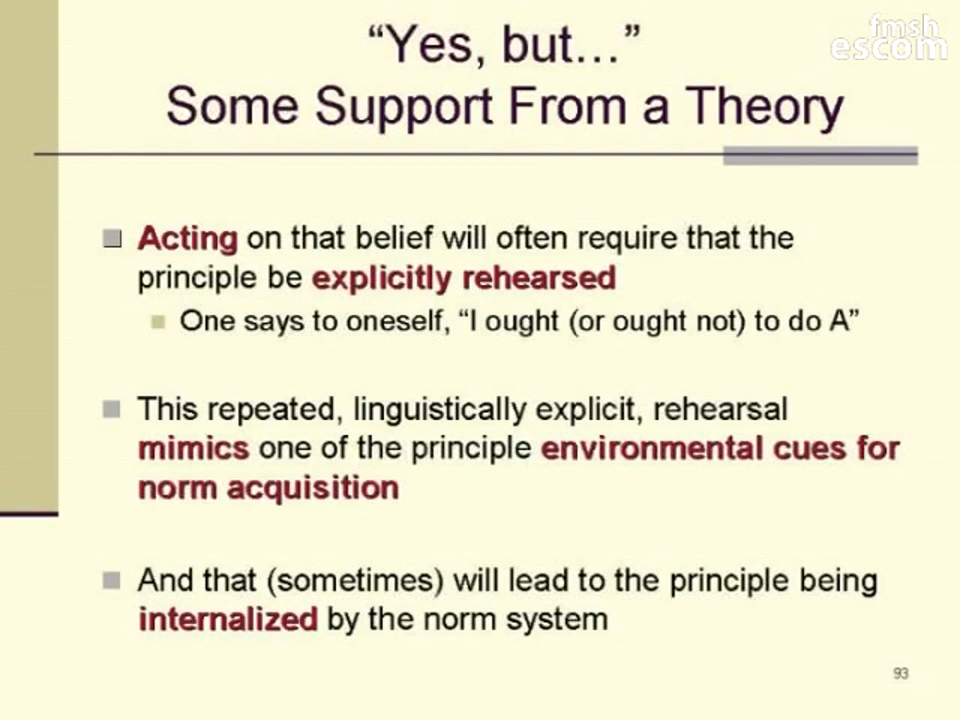 fmsh
escom
“Yes, but…”
Some Support From a Theory
Acting on that belief will often require that the
principle be explicitly rehearsed
One says to oneself, “I ought (or ought not) to do A”
This repeated, linguistically explicit, rehearsal
mimics one of the principle environmental cues for
norm acquisition
And that (sometimes) will lead to the principle being
internalized by the norm system
93